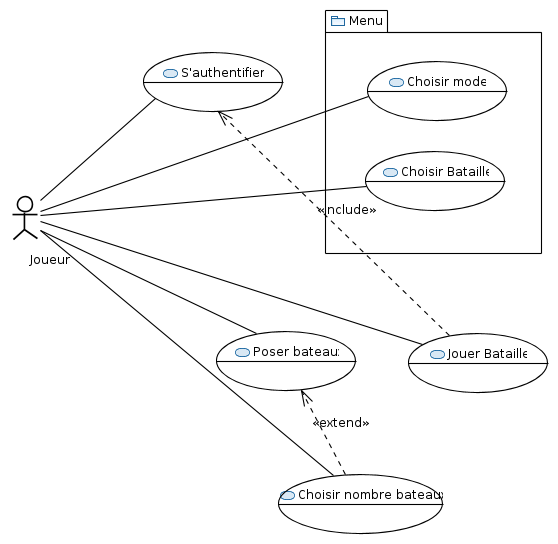 Menu
S'authentifier
Choisir mode
Choisir Bataille
«include»
Joueur
Poser bateau
Jouer Bataille
«extend»
Choisir nombre bateau